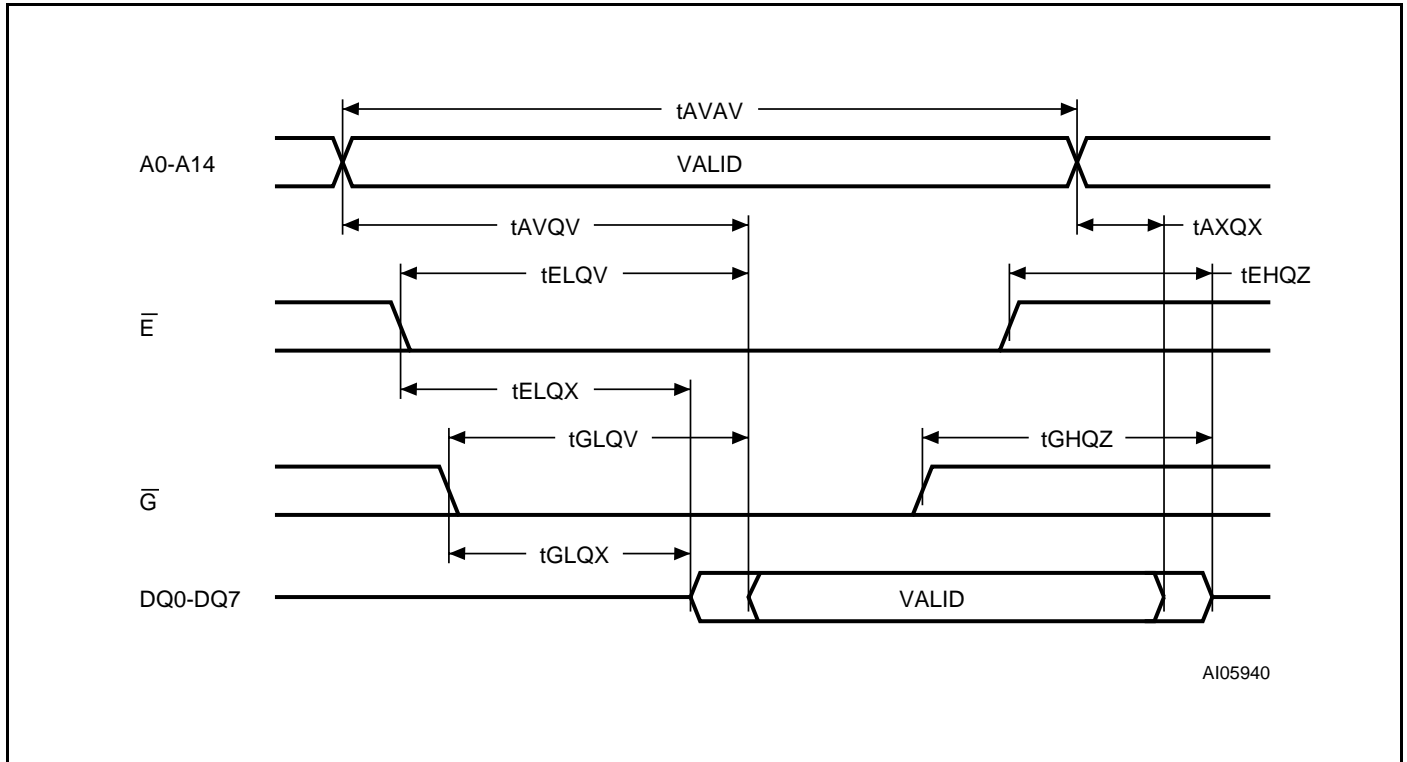 tAVAV
A0-A14
VALID
tAVQV
tAXQX
tELQV
tEHQZ
E̅
tELQX
tGLQV
tGHQZ
G̅
tGLQX
DQ0-DQ7
VALID
AI05940